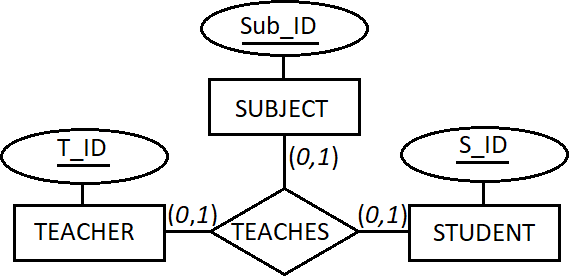 Sub_ID
SUBJECT
(0,1)
T_ID
S_ID
TEACHER
(0,1)
TEACHES
(0,1)
STUDENT